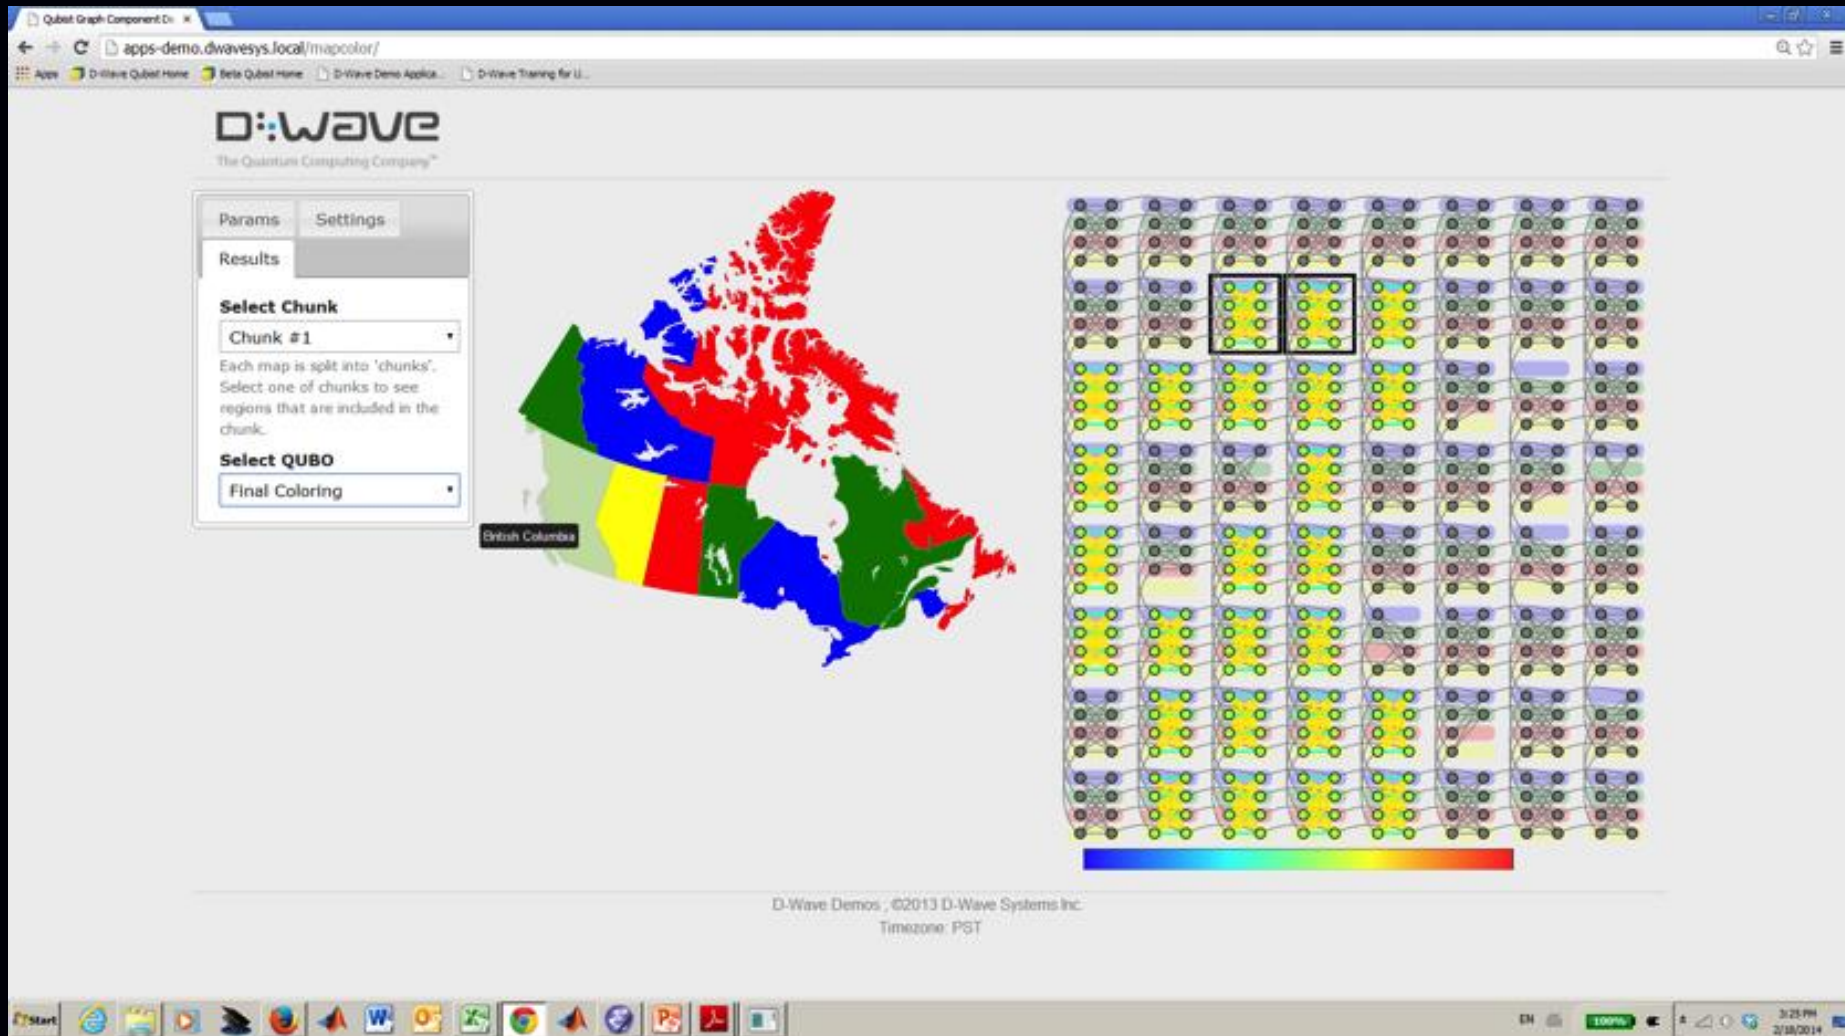 Qubist Graph Component De
apps-demo.dwavesys.local/mapcolor/
Apps
D-Wave Qubist Home
Beta Qubist Home
D-Wave Demo Applica...
D-Wave Training for Li...
D:WAVE
The Quantum Computing Company™
Params
Settings
Results
Select Chunk
Chunk #1
Each map is split into 'chunks'.
Select one of chunks to see
regions that are included in the
chunk.
Select QUBO
Final Coloring
British Columbia
D-Wave Demos , ©2013 D-Wave Systems Inc.
Timezone: PST
Start
EN
100%
3:25 PM
2/18/2014